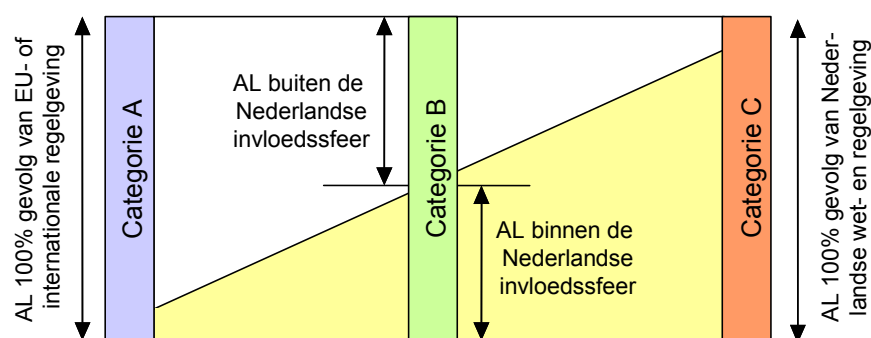 AL 100% gevolg van EU- of
internationale regelgeving
Categorie A
AL buiten de
Nederlandse
invloedssfeer
Categorie B
AL binnen de
Nederlandse
invloedssfeer
Categorie C
AL 100% gevolg van Neder-
landse wet- en regelgeving